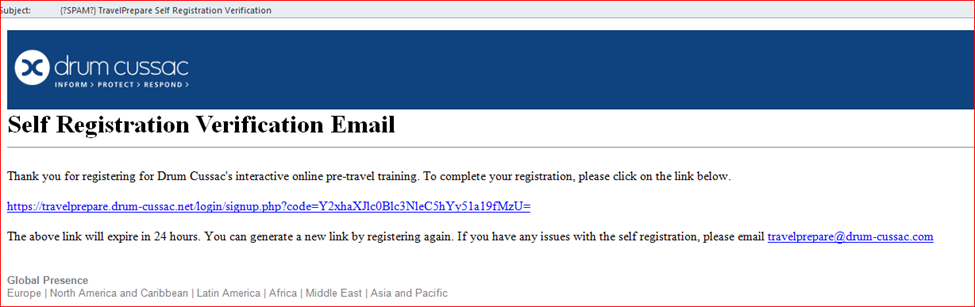 Subject: {?SPAM?} TravelPrepare Self Registration Verification
drum cussac
INFORM > PROTECT > RESPOND >
Self Registration Verification Email
Thank you for registering for Drum Cussac's interactive online pre-travel training. To complete your registration, please click on the link below.
https://travelprepare.drum-cussac.net/login/signup.php?code=Y2xhaXJlc0Blc3NleC5hYy51a19fMzU=
The above link will expire in 24 hours. You can generate a new link by registering again. If you have any issues with the self registration, please email travelprepare@drum-cussac.com
Global Presence
Europe | North America and Caribbean | Latin America | Africa | Middle East | Asia and Pacific